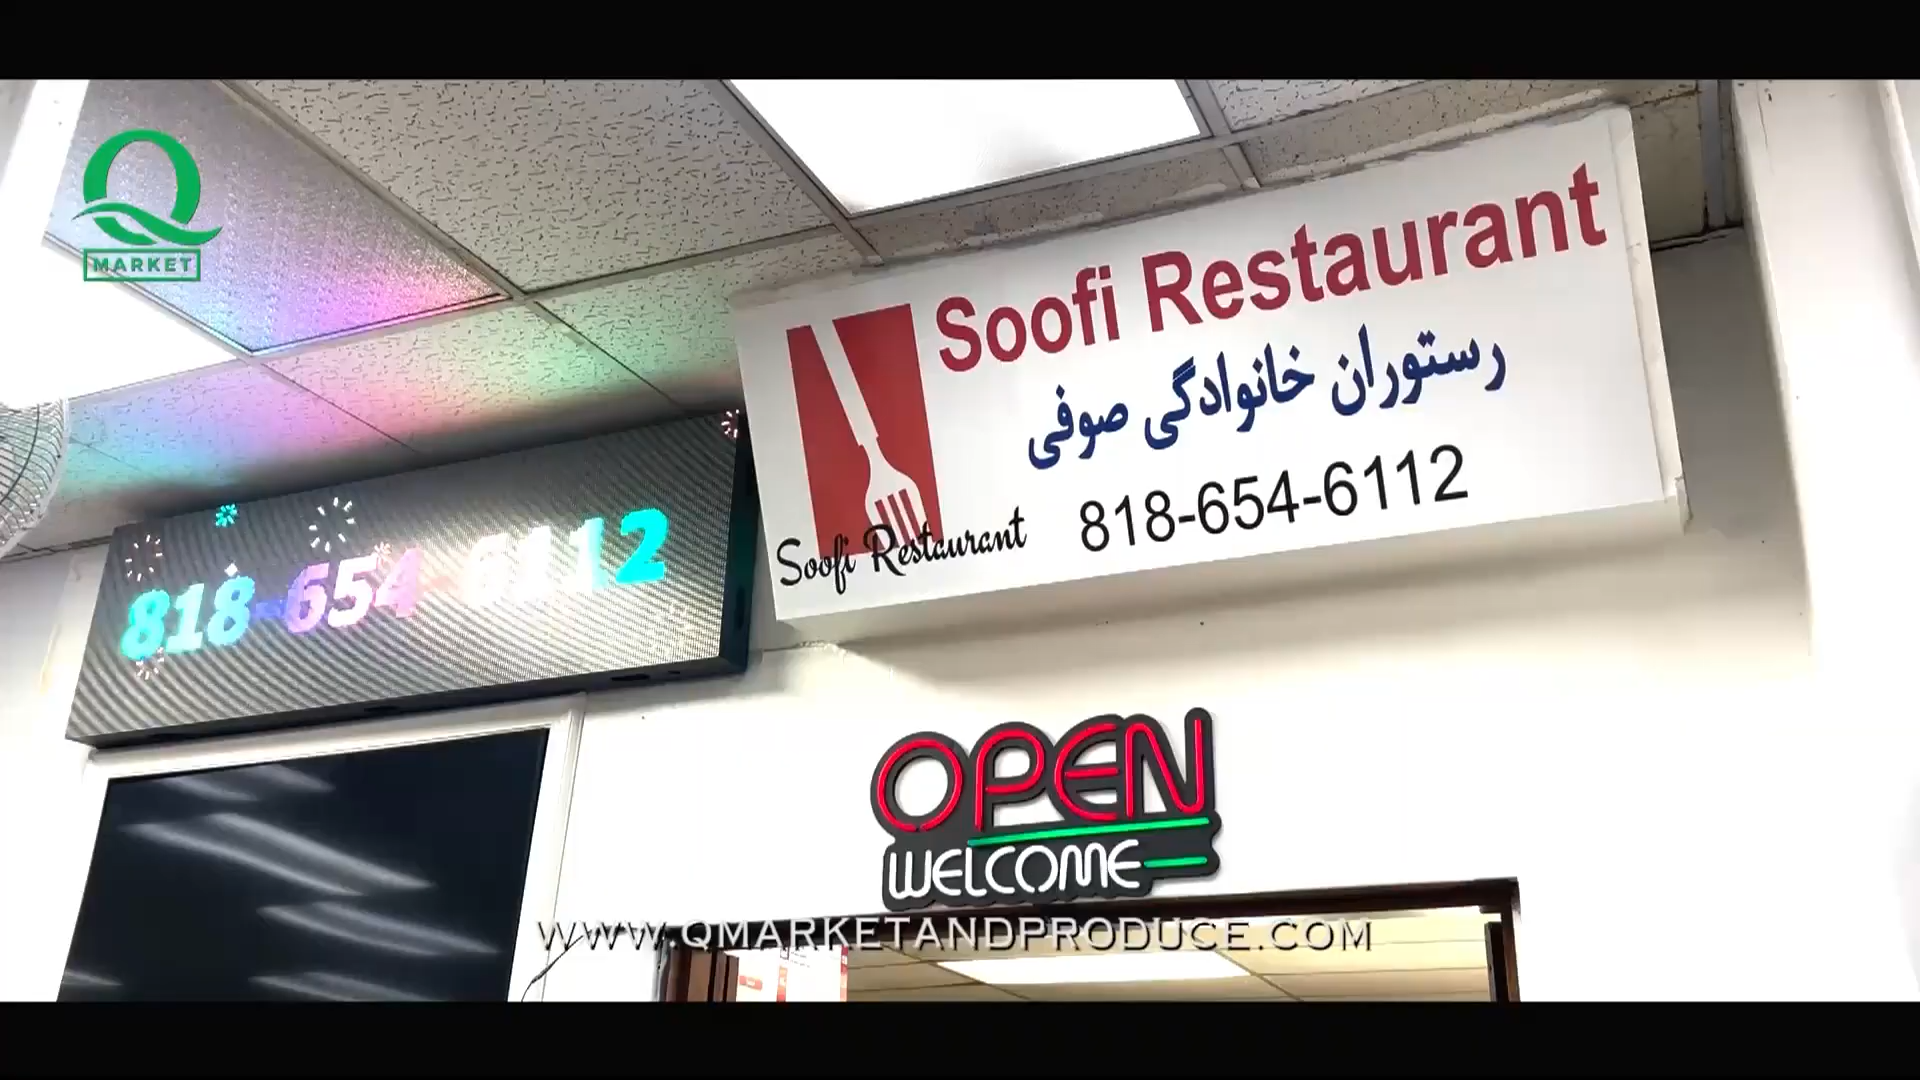 Q
MARKET
Soofi Restaurant
رستوران خانوادگی صوفی
Soofi Restaurant
818-654-6112
818-654-6112
OPEN
WELCOME
WWW.QMARKETANDPRODUCE.COM